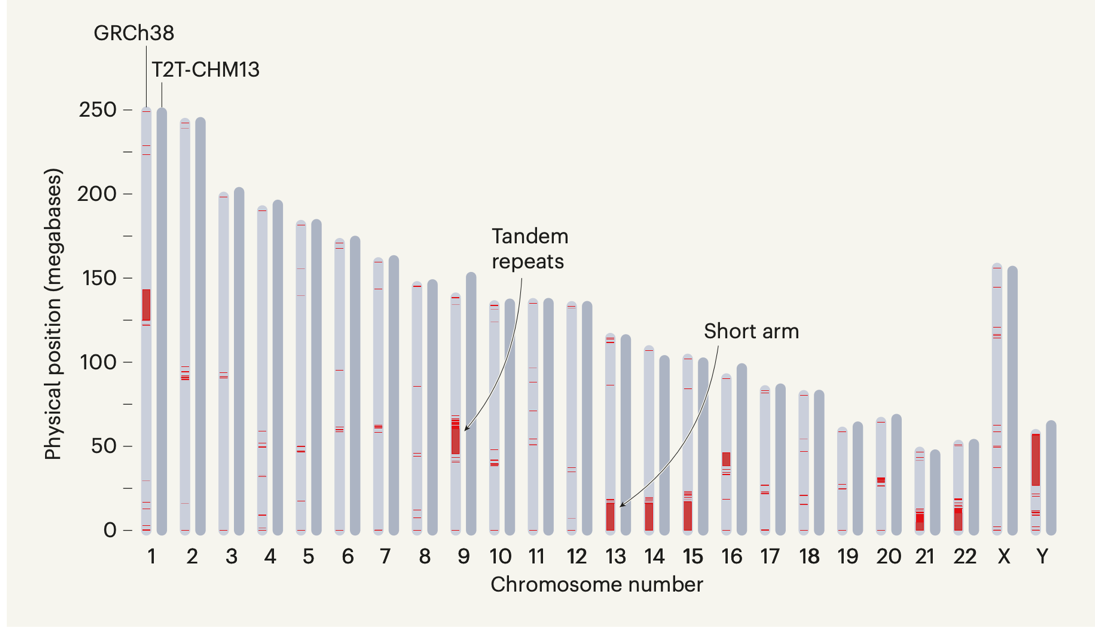 GRCh38
T2T-CHM13
250
200
150
100
50
0
Physical position (megabases)
Tandem
repeats
Short arm
1 2 3 4 5 6 7 8 9 10 11 12 13 14 15 16 17 18 19 20 21 22 X Y
Chromosome number